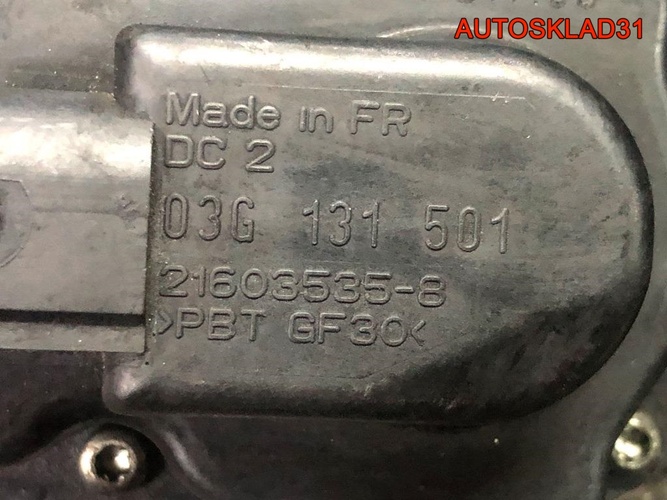 AUTOSKLAD31
Made in FR
DC 2
03G 131 501
21603535-8
>PBT GF30<